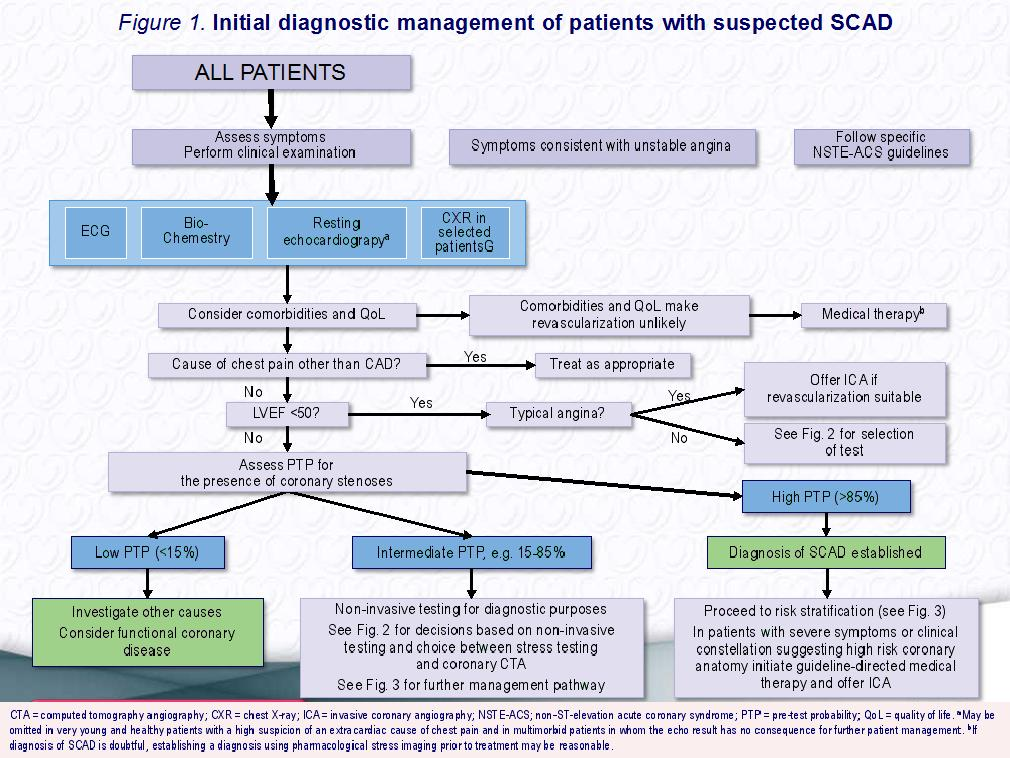 Figure 1. Initial diagnostic management of patients with suspected SCAD
ALL PATIENTS
Assess symptoms
Perform clinical examination
Symptoms consistent with unstable angina
Follow specific
NSTE-ACS guidelines
ECG
Bio-
Chemestry
Resting
echocardiograpyª
CXR in
selected
patientsG
Consider comorbidities and QoL
Comorbidities and QoL make
revascularization unlikely
Medical therapyᵇ
Cause of chest pain other than CAD?
Yes
Treat as appropriate
No
LVEF <50?
Yes
Typical angina?
Yes
Offer ICA if
revascularization suitable
No
No
See Fig. 2 for selection
of test
Assess PTP for
the presence of coronary stenoses
High PTP (>85%)
Low PTP (<15%)
Intermediate PTP, e.g. 15-85%
Diagnosis of SCAD established
Investigate other causes
Consider functional coronary
disease
Non-invasive testing for diagnostic purposes
See Fig. 2 for decisions based on non-invasive
testing and choice between stress testing
and coronary CTA
See Fig. 3 for further management pathway
Proceed to risk stratification (see Fig. 3)
In patients with severe symptoms or clinical
constellation suggesting high risk coronary
anatomy initiate guideline-directed medical
therapy and offer ICA
CTA = computed tomography angiography; CXR = chest X-ray; ICA = invasive coronary angiography; NSTE-ACS; non-ST-elevation acute coronary syndrome; PTP = pre-test probability; QoL = quality of life. ªMay be
omitted in very young and healthy patients with a high suspicion of an extracardiac cause of chest pain and in multimorbid patients in whom the echo result has no consequence for further patient management. ᵇIf
diagnosis of SCAD is doubtful, establishing a diagnosis using pharmacological stress imaging prior to treatment may be reasonable.